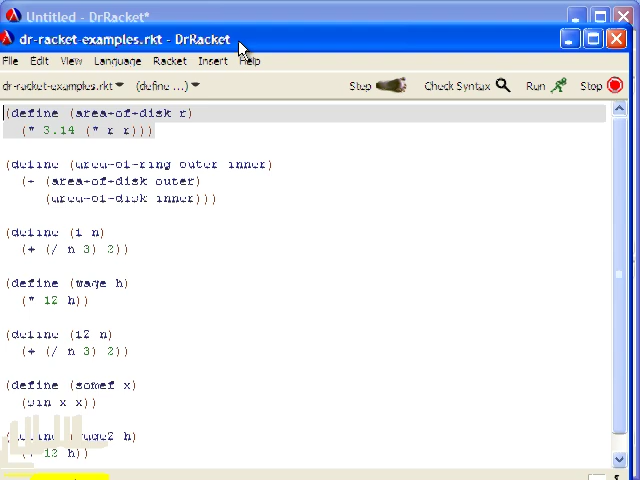 Untitled - DrRacket*
dr-racket-examples.rkt - DrRacket
File Edit View Language Racket Insert Help
dr-racket-examples.rkt (define ...) Step Check Syntax Run Stop
(define (area-of-disk r)
(* 3.14 (* r r)))
(define (area-of-ring outer inner)
(- (area-of-disk outer)
(area-of-disk inner)))
(define (i n)
(+ (/ n 3) 2))
(define (wage h)
(* 12 h))
(define (i2 n)
(+ (/ n 3) 2))
(define (somef x)
(sin x x))
h)
12 h))